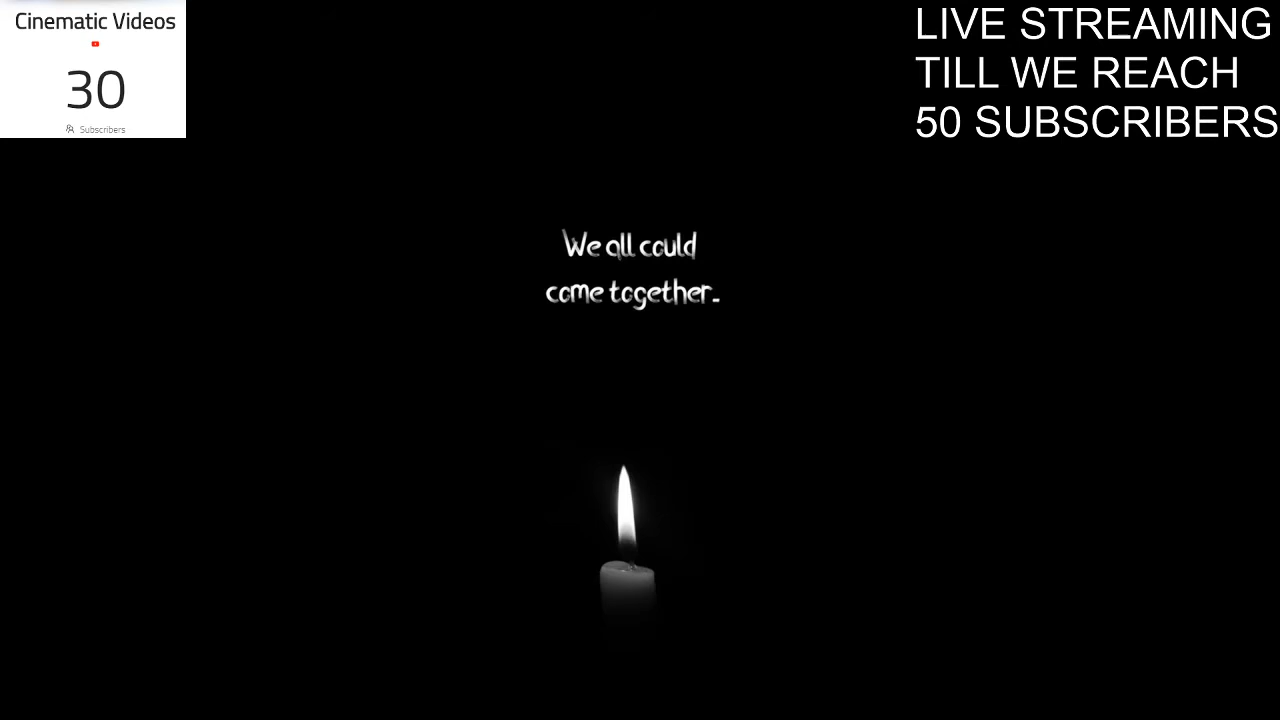 Cinematic Videos
30
Subscribers
LIVE STREAMING
TILL WE REACH
50 SUBSCRIBERS
We all could
come together..